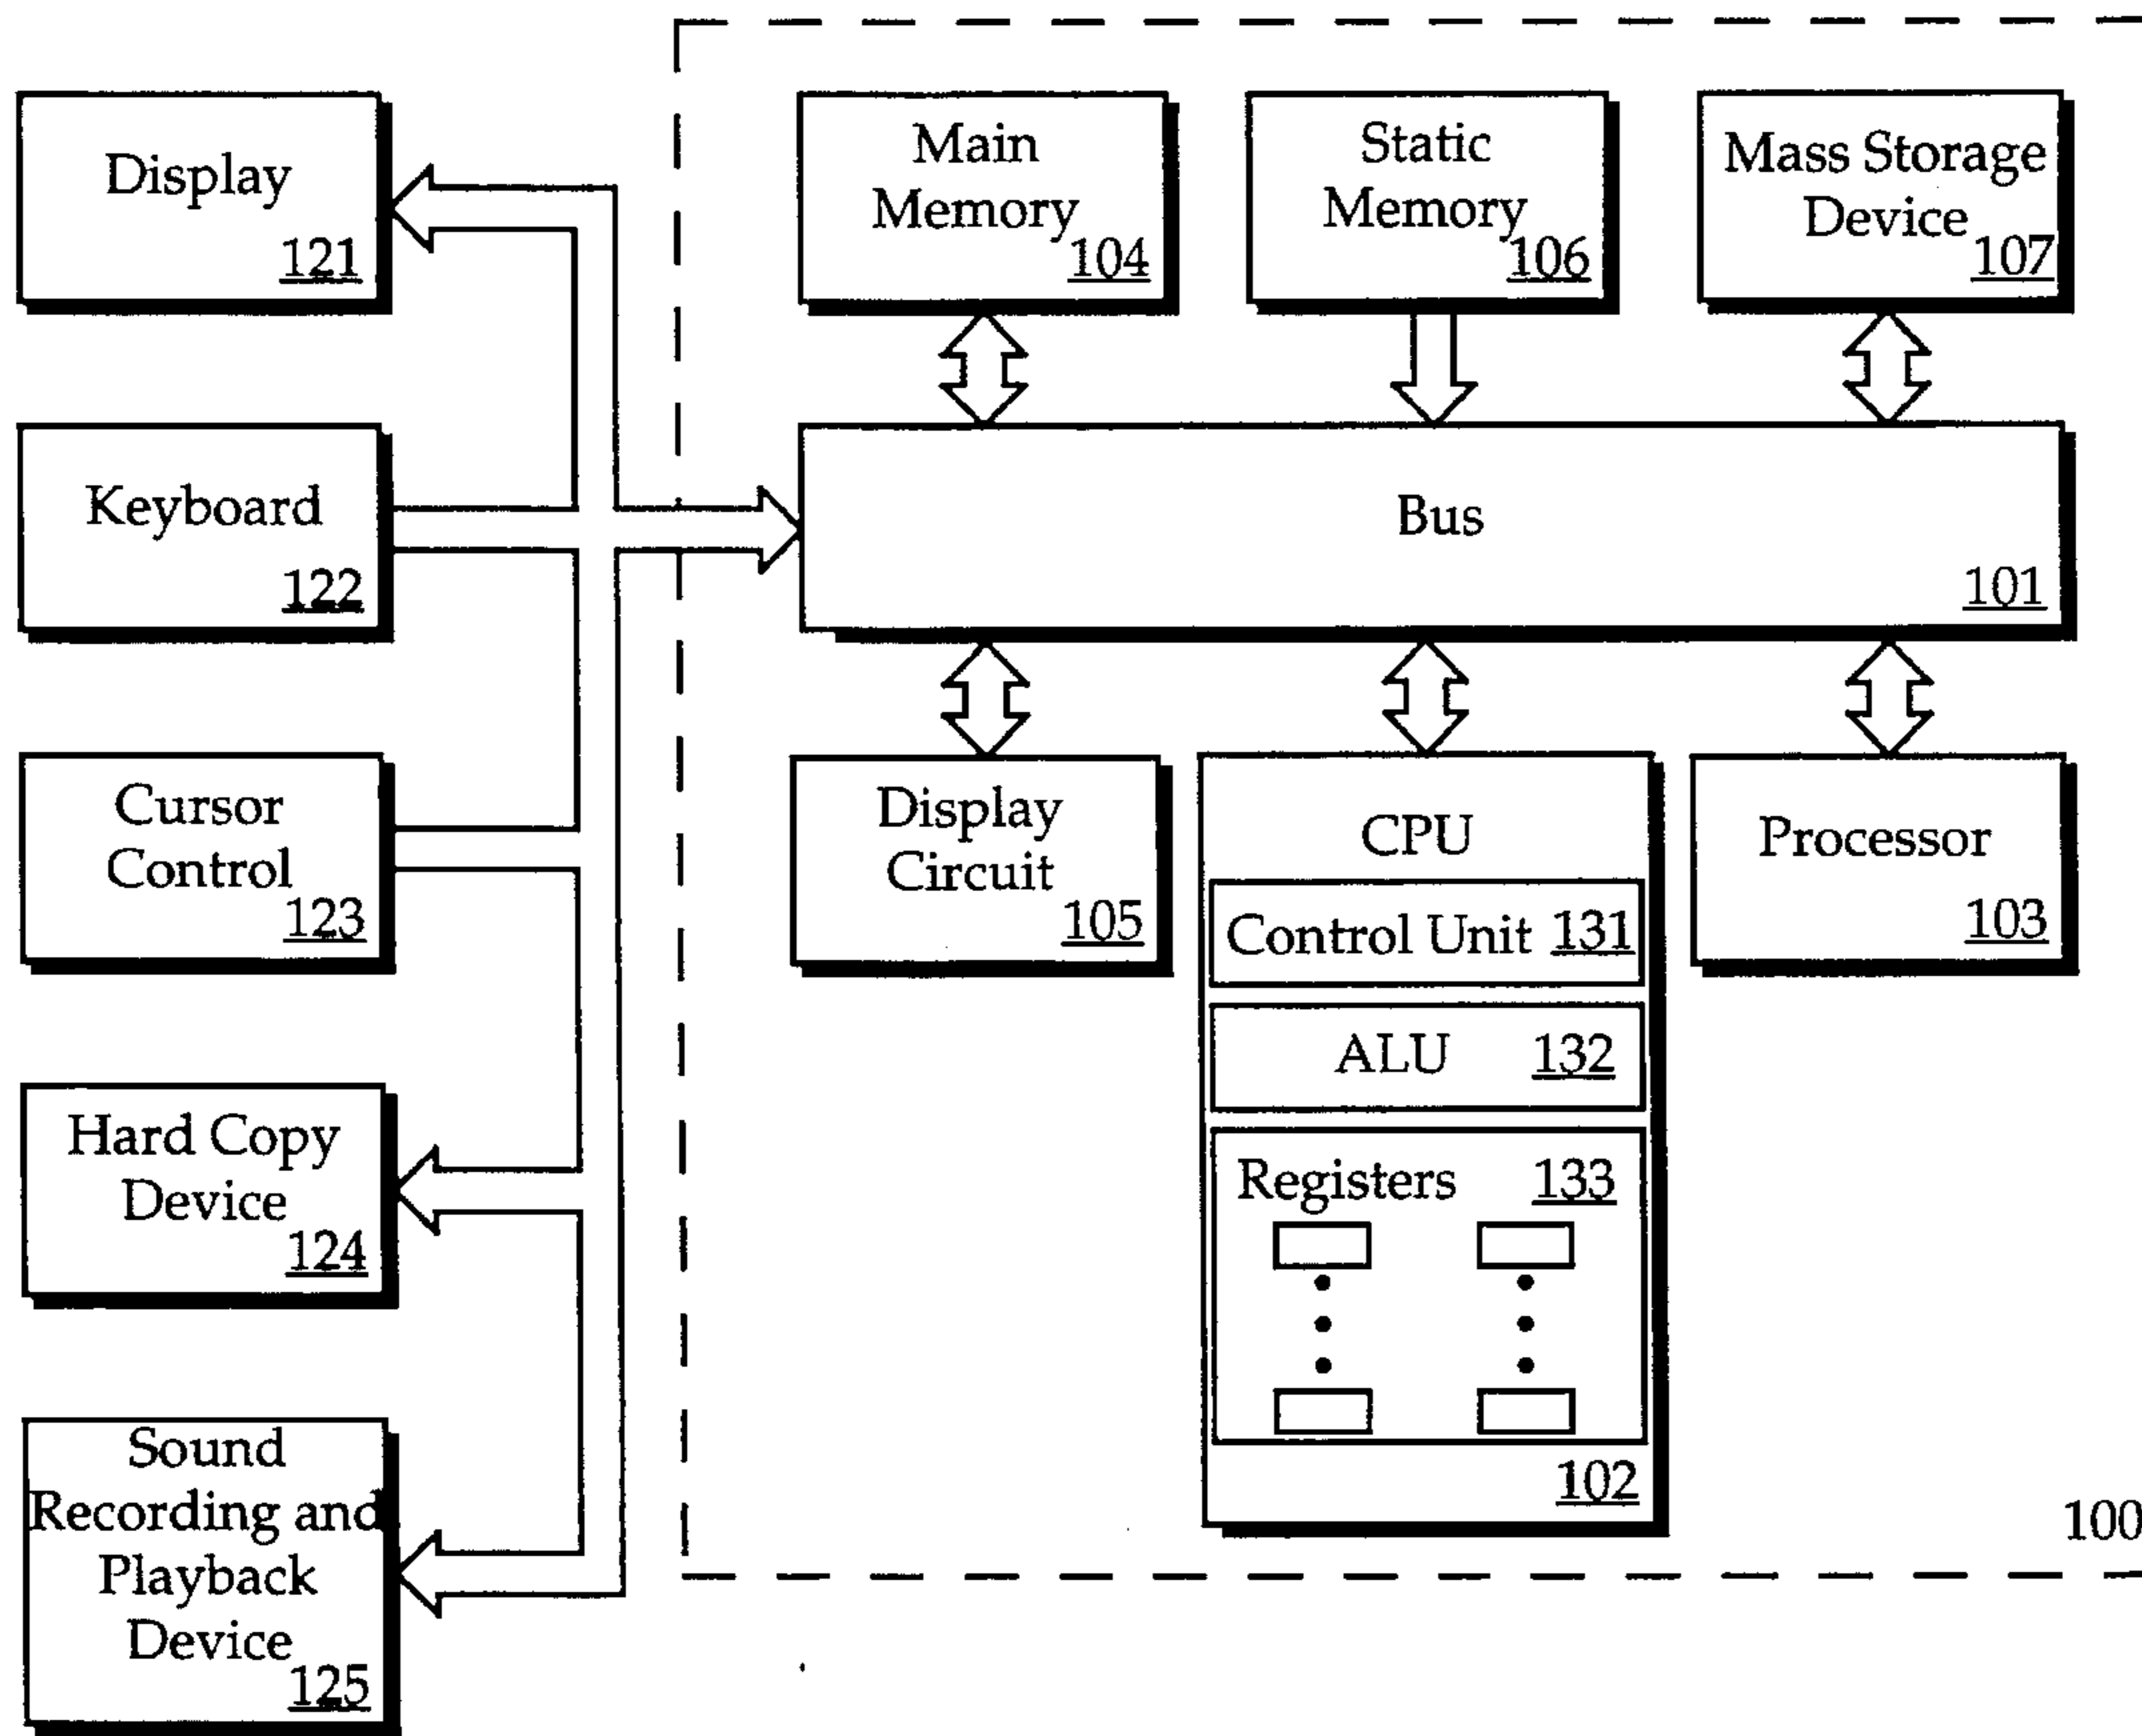 Display
121
Keyboard
122
Cursor
Control
123
Hard Copy
Device
124
Sound
Recording and
Playback
Device
125
Main
Memory
104
Static
Memory
106
Mass Storage
Device
107
Bus
101
Display
Circuit
105
CPU
Control Unit 131
ALU 132
Registers 133
102
Processor
103
100